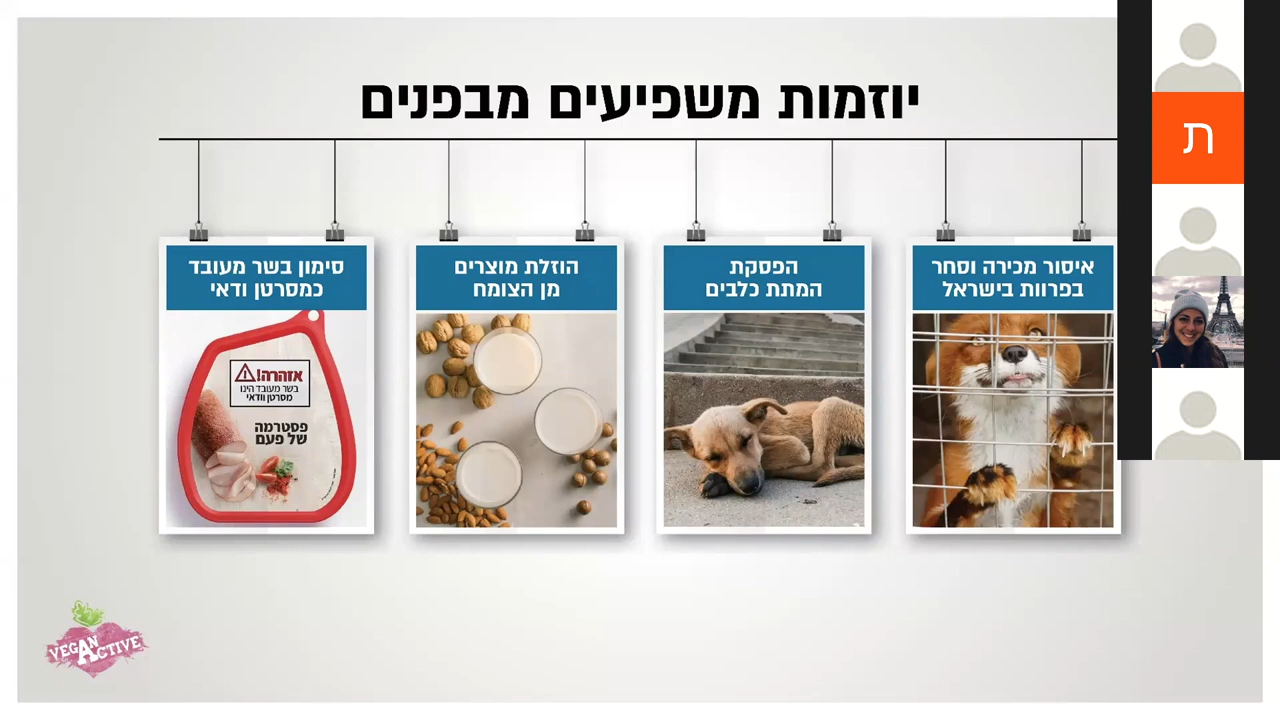 יוזמות משפיעים מבפנים
איסור מכירה וסחר
בפרוות בישראל
הפסקת
המתת כלבים
הוזלת מוצרים
מן הצומח
סימון בשר מעובד
כמסרטן ודאי
אזהרה!
בשר מעובד הינו
מסרטן וודאי
פסטרמה
של פעם
VEGAN ACTIVE
ת